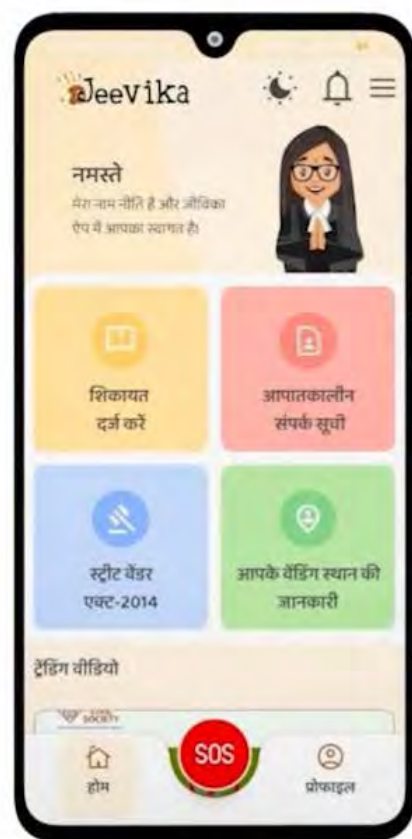 Jeevika
नमस्ते
मेरा नाम नीति है और जीविका
ऐप में आपका स्वागत है।
शिकायत
दर्ज करें
आपातकालीन
संपर्क सूची
स्ट्रीट वेंडर
एक्ट-2014
आपके वेंडिंग स्थान की
जानकारी
ट्रेंडिंग वीडियो
SOCIETY
SOS
होम
प्रोफाइल